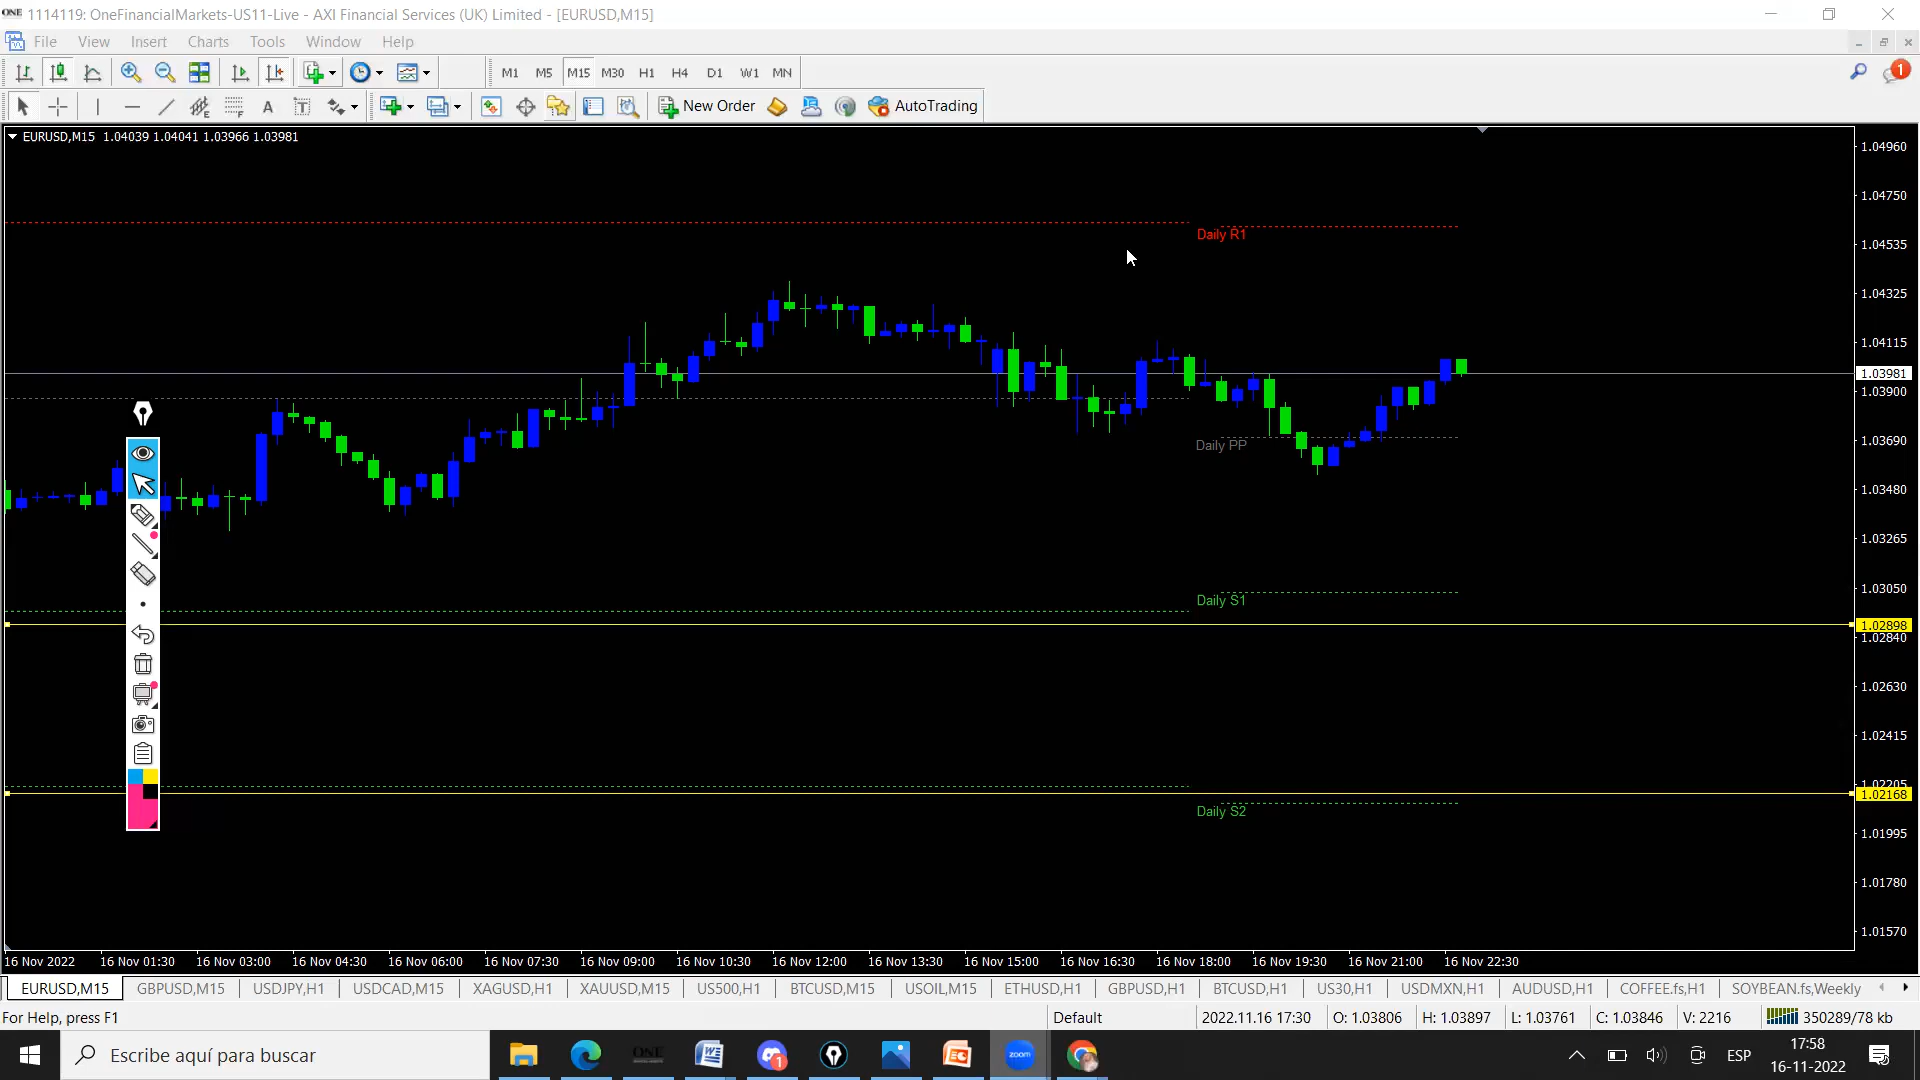 ONE 1114119: OneFinancialMarkets-US11-Live - AXI Financial Services (UK) Limited - [EURUSD,M15]
File View Insert Charts Tools Window Help
M1 M5 M15 M30 H1 H4 D1 W1 MN 1
A T New Order AutoTrading
EURUSD,M15 1.04039 1.04041 1.03966 1.03981
1.04960
1.04750
Daily R1
1.04535
1.04325
1.04115
1.03981
1.03900
Daily PP
1.03690
1.03480
1.03265
1.03050
Daily S1
1.02898
1.02840
1.02630
1.02415
1.02205
1.02168
Daily S2
1.01995
1.01780
1.01570
16 Nov 2022 16 Nov 01:30 16 Nov 03:00 16 Nov 04:30 16 Nov 06:00 16 Nov 07:30 16 Nov 09:00 16 Nov 10:30 16 Nov 12:00 16 Nov 13:30 16 Nov 15:00 16 Nov 16:30 16 Nov 18:00 16 Nov 19:30 16 Nov 21:00 16 Nov 22:30
EURUSD,M15 GBPUSD,M15 USDJPY,H1 USDCAD,M15 XAGUSD,H1 XAUUSD,M15 US500,H1 BTCUSD,M15 USOIL,M15 ETHUSD,H1 GBPUSD,H1 BTCUSD,H1 US30,H1 USDMXN,H1 AUDUSD,H1 COFFEE.fs,H1 SOYBEAN.fs,Weekly
For Help, press F1 Default 2022.11.16 17:30 O: 1.03806 H: 1.03897 L: 1.03761 C: 1.03846 V: 2216 350289/78 kb
Escribe aquí para buscar ONE 1 zoom ESP 17:58
16-11-2022